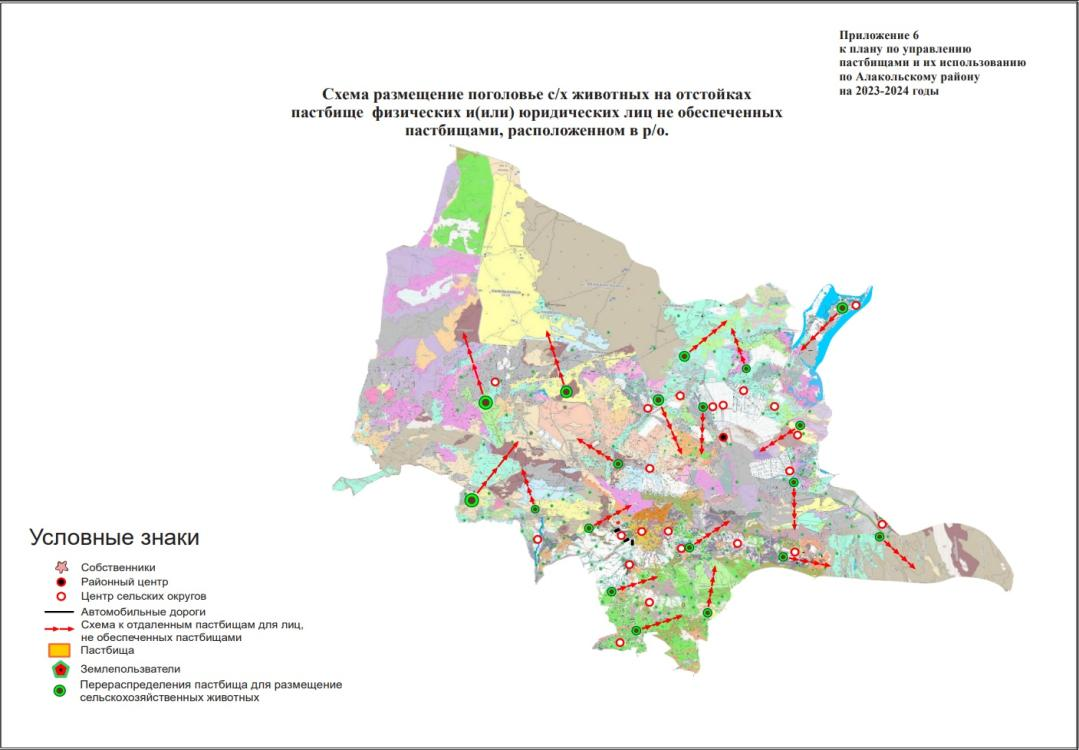 Приложение 6
к плану по управлению
пастбищами и их использованию
по Алакольскому району
на 2023-2024 годы
Схема размещение поголовье с/х животных на отстойках
пастбище физических и(или) юридических лиц не обеспеченных
пастбищами, расположенном в р/о.
Условные знаки
Собственники
Районный центр
Центр сельских округов
Автомобильные дороги
Схема к отдаленным пастбищам для лиц,
не обеспеченных пастбищами
Пастбища
Землепользватели
Перераспределения пастбища для размещение
сельскохозяйственных животных